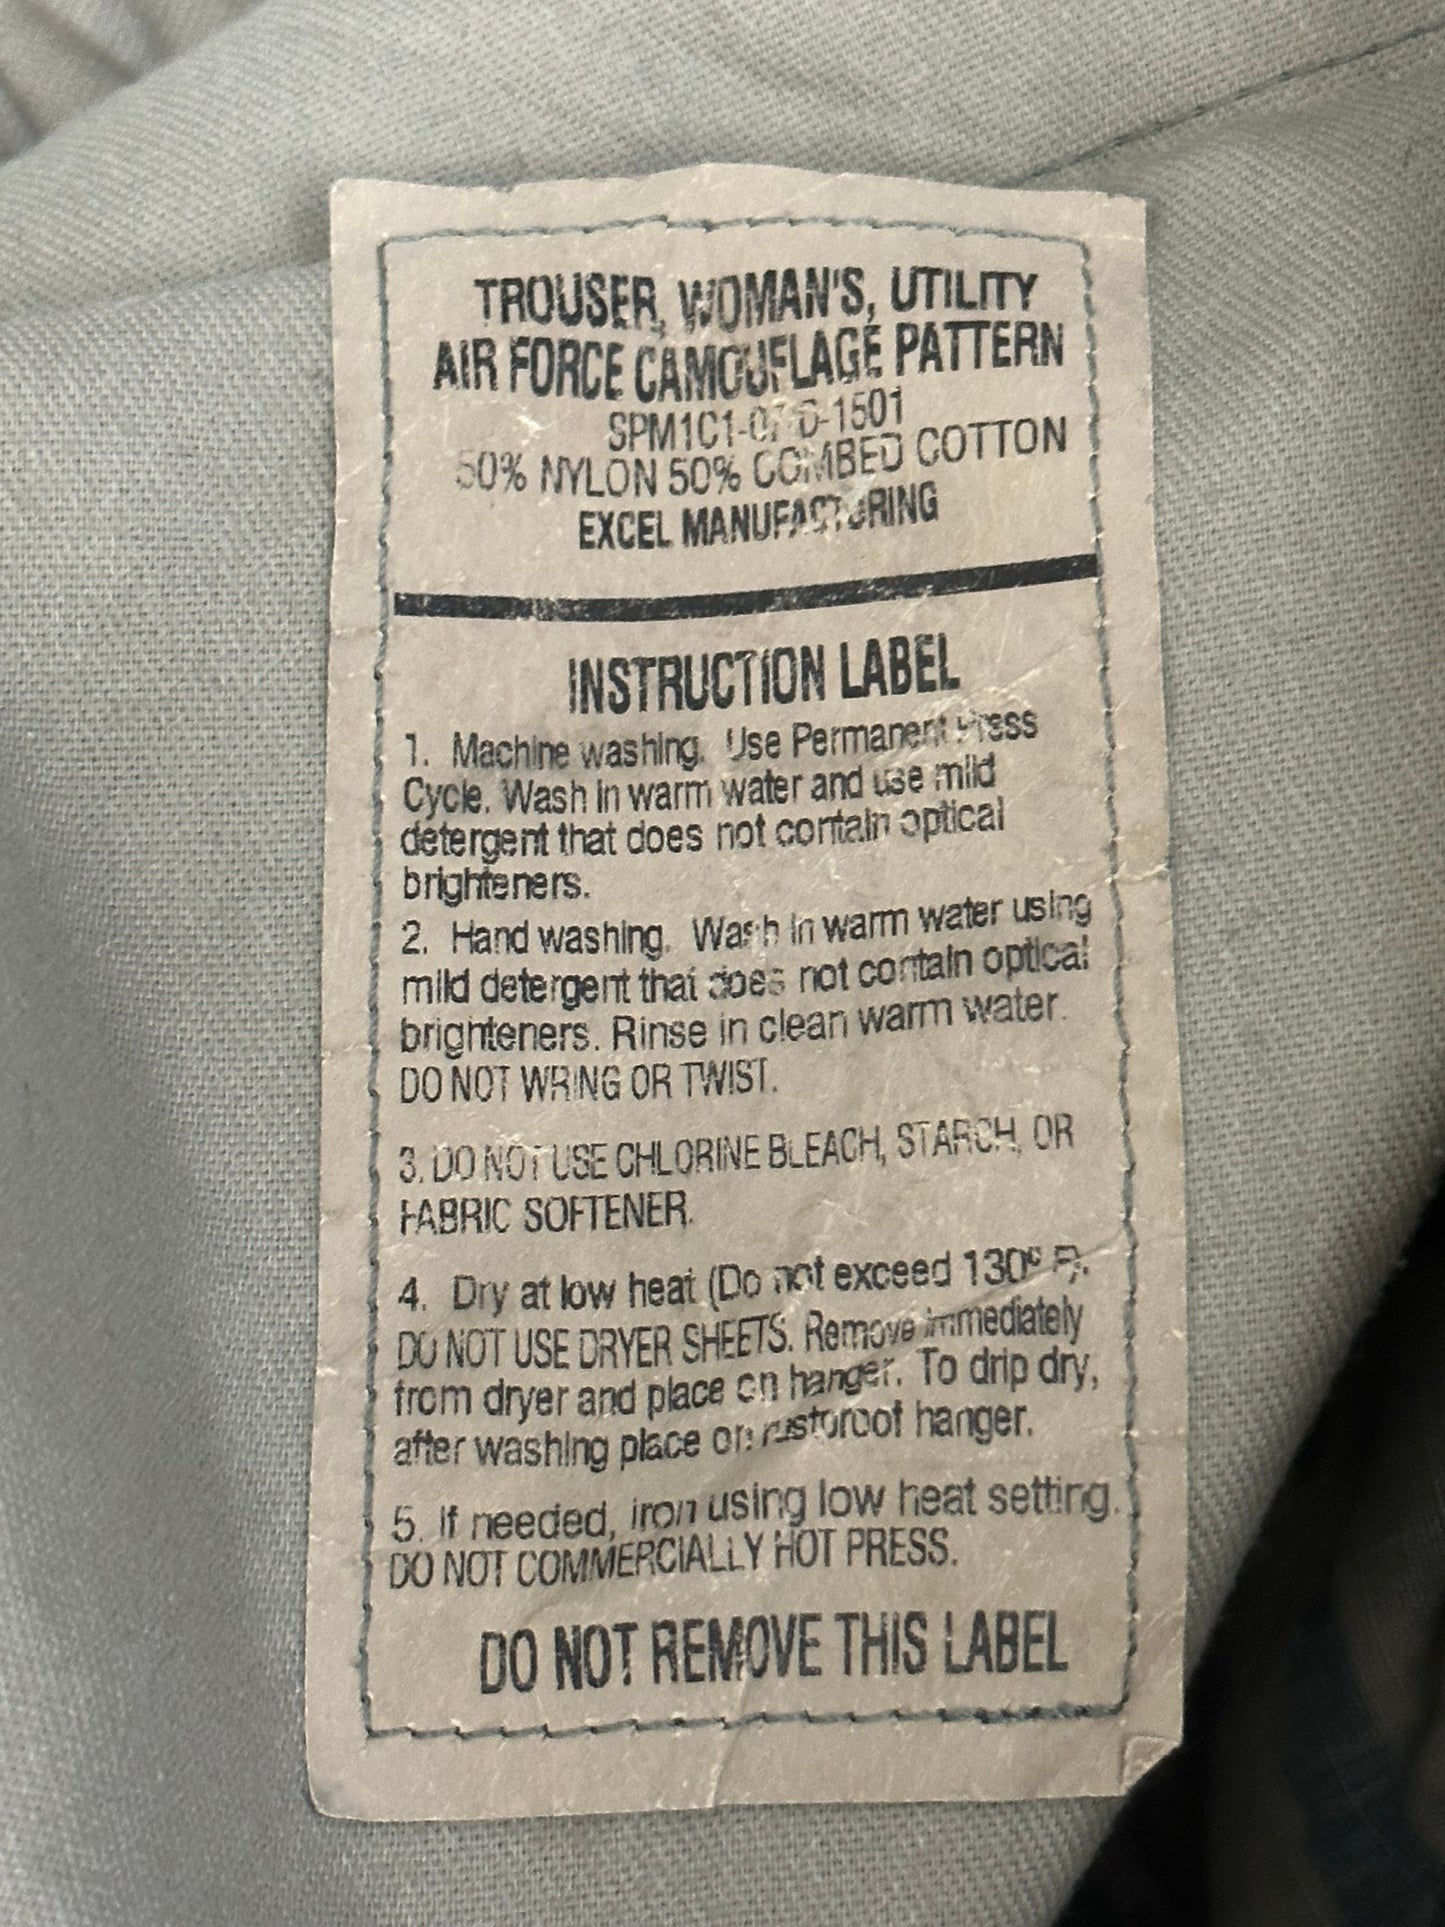 TROUSER, WOMAN'S, UTILITY
AIR FORCE CAMOUFLAGE PATTERN
50% NYLON 50% COMBED COTTON
EXCEL MANUFACTURING
INSTRUCTION LABEL
1. Machine washing. Use Permanent Press
Cycle. Wash in warm water and use mild
detergent that does not contain optical
brighteners.
2. Hand washing. Wash in warm water using
mild detergent that does not contain optical
brighteners. Rinse in clean warm water.
DO NOT WRING OR TWIST.
3. DO NOT USE CHLORINE BLEACH, STARCH, OR
FABRIC SOFTENER.
4. Dry at low heat (Do not exceed 130º F).
DO NOT USE DRYER SHEETS. Remove immediately
from dryer and place on hanger. To drip dry,
after washing place on rustproof hanger.
5. If needed, iron using low heat setting.
DO NOT COMMERCIALLY HOT PRESS.
DO NOT REMOVE THIS LABEL